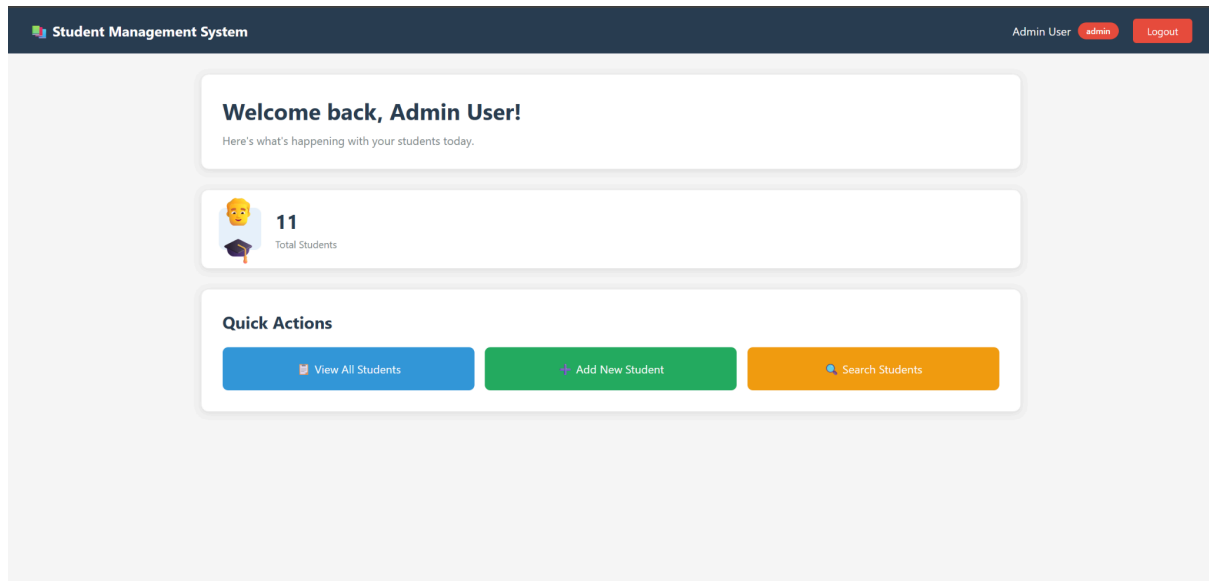 Student Management System
Admin User admin Logout
Welcome back, Admin User!
Here's what's happening with your students today.
11
Total Students
Quick Actions
View All Students
Add New Student
Search Students